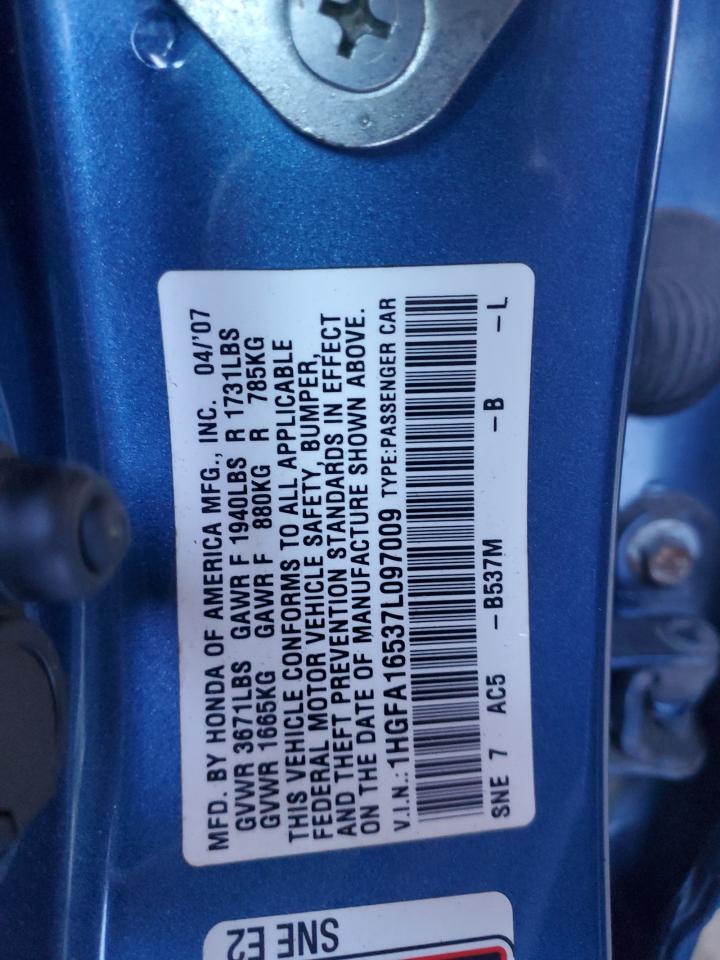 MFD. BY HONDA OF AMERICA MFG., INC. 04/'07
GVWR 3671LBS GAWR F 1940LBS R 1731LBS
GVWR 1665KG GAWR F 880KG R 785KG
THIS VEHICLE CONFORMS TO ALL APPLICABLE
FEDERAL MOTOR VEHICLE SAFETY, BUMPER,
AND THEFT PREVENTION STANDARDS IN EFFECT
ON THE DATE OF MANUFACTURE SHOWN ABOVE.
V.I.N.:1HGFA16537L097009 TYPE:PASSENGER CAR
SNE 7 AC5 -B537M -B -L
SNE E2